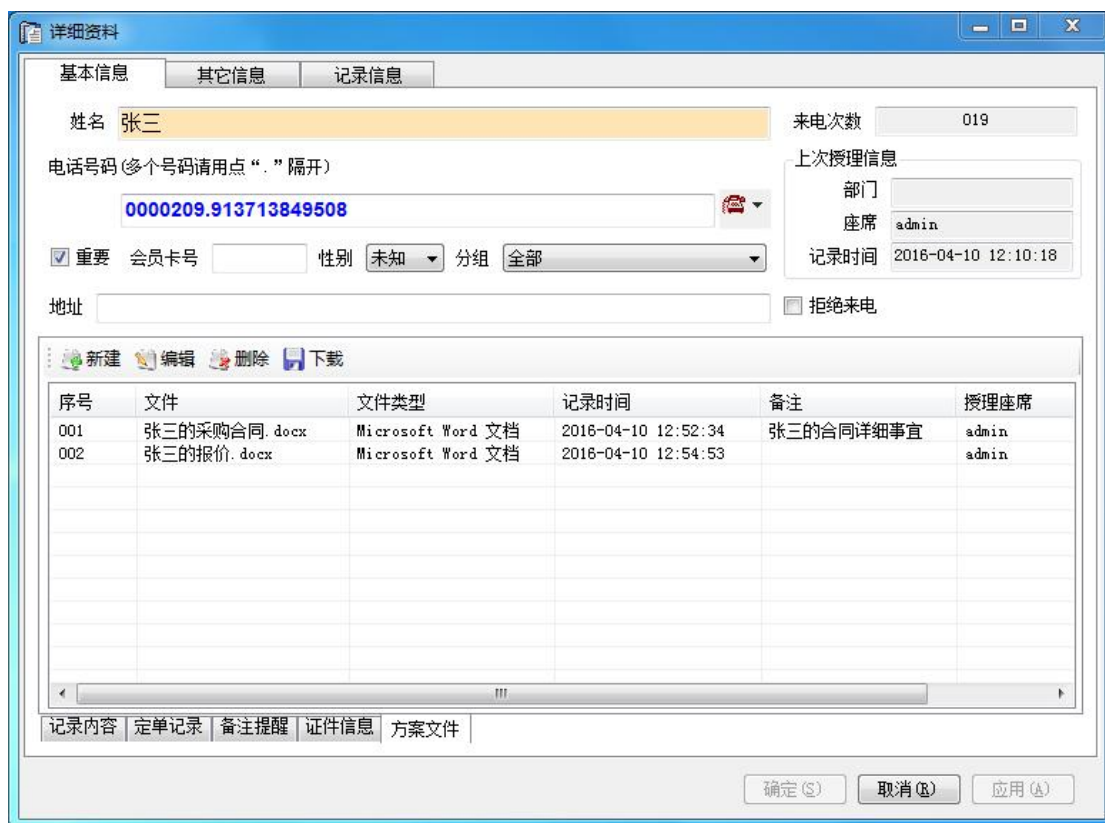 详细资料
基本信息 其它信息 记录信息
姓名 张三 来电次数 019
电话号码(多个号码请用点“.”隔开)
上次授理信息
0000209.913713849508
部门
座席 admin
重要 会员卡号 性别 未知 分组 全部
记录时间 2016-04-10 12:10:18
地址 拒绝来电
新建 编辑 删除 下载
序号 文件 文件类型 记录时间 备注 授理座席
001 张三的采购合同.docx Microsoft Word 文档 2016-04-10 12:52:34 张三的合同详细事宜 admin
002 张三的报价.docx Microsoft Word 文档 2016-04-10 12:54:53 admin
记录内容 定单记录 备注提醒 证件信息 方案文件
确定(S) 取消(R) 应用(A)